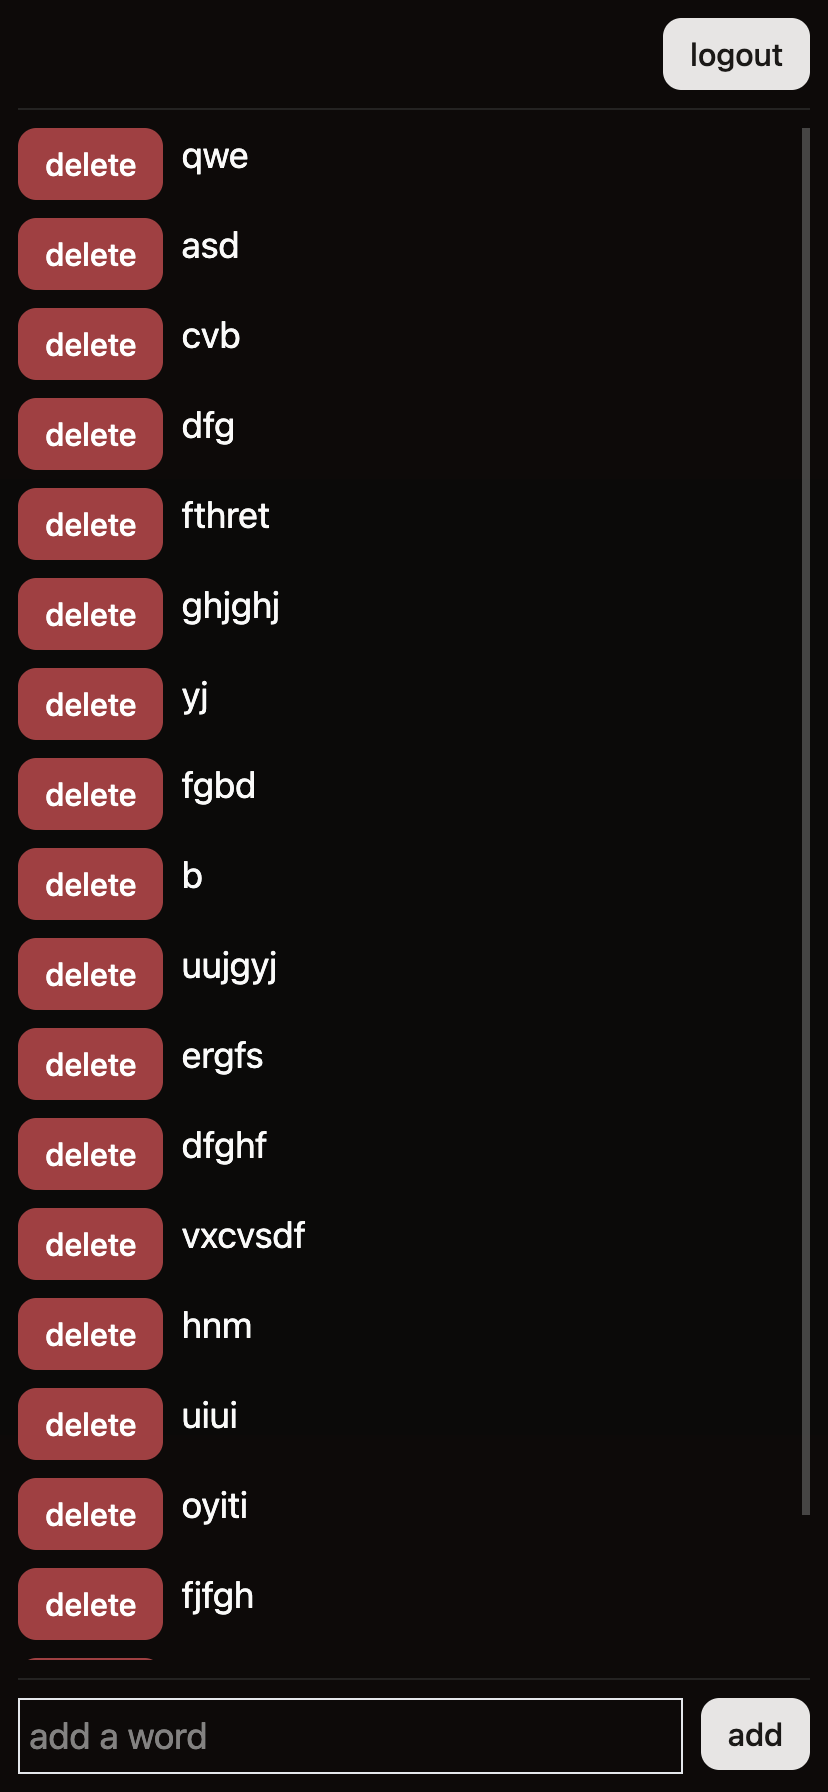 logout
delete qwe
delete asd
delete cvb
delete dfg
delete fthret
delete ghjghj
delete yj
delete fgbd
delete b
delete uujgyj
delete ergfs
delete dfghf
delete vxcvsdf
delete hnm
delete uiui
delete oyiti
delete fjfgh
add a word add